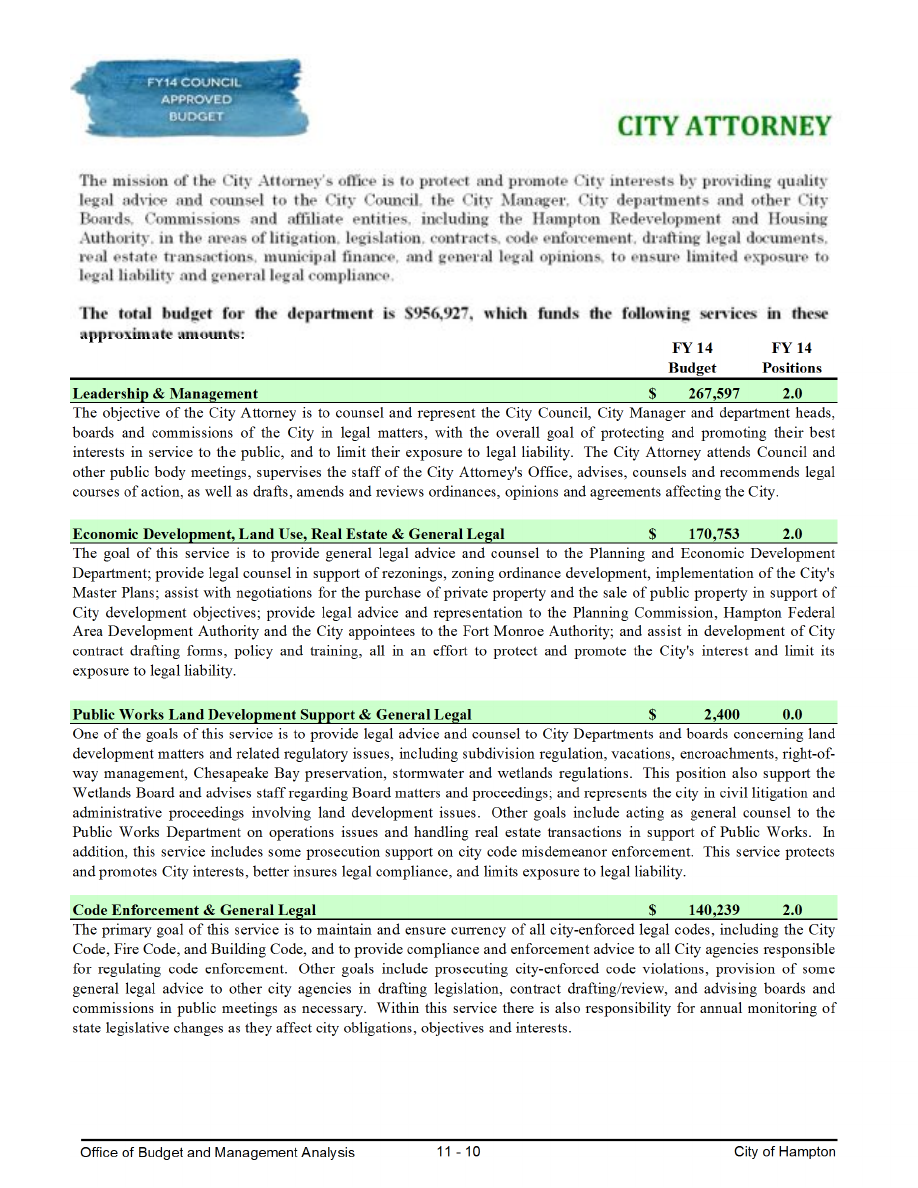 FY14 COUNCIL
APPROVED
BUDGET
CITY ATTORNEY
The mission of the City Attorney's office is to protect and promote City interests by providing quality
legal advice and counsel to the City Council, the City Manager, City departments and other City
Boards, Commissions and affiliate entities, including the Hampton Redevelopment and Housing
Authority, in the areas of litigation, legislation, contracts, code enforcement, drafting legal documents,
real estate transactions, municipal finance, and general legal opinions, to ensure limited exposure to
legal liability and general legal compliance.
The total budget for the department is $956,927, which funds the following services in these
approximate amounts:
FY 14 FY 14
Budget Positions
Leadership & Management $ 267,597 2.0
The objective of the City Attorney is to counsel and represent the City Council, City Manager and department heads,
boards and commissions of the City in legal matters, with the overall goal of protecting and promoting their best
interests in service to the public, and to limit their exposure to legal liability. The City Attorney attends Council and
other public body meetings, supervises the staff of the City Attorney's Office, advises, counsels and recommends legal
courses of action, as well as drafts, amends and reviews ordinances, opinions and agreements affecting the City.
Economic Development, Land Use, Real Estate & General Legal $ 170,753 2.0
The goal of this service is to provide general legal advice and counsel to the Planning and Economic Development
Department; provide legal counsel in support of rezonings, zoning ordinance development, implementation of the City's
Master Plans; assist with negotiations for the purchase of private property and the sale of public property in support of
City development objectives; provide legal advice and representation to the Planning Commission, Hampton Federal
Area Development Authority and the City appointees to the Fort Monroe Authority; and assist in development of City
contract drafting forms, policy and training, all in an effort to protect and promote the City's interest and limit its
exposure to legal liability.
Public Works Land Development Support & General Legal $ 2,400 0.0
One of the goals of this service is to provide legal advice and counsel to City Departments and boards concerning land
development matters and related regulatory issues, including subdivision regulation, vacations, encroachments, right-of-
way management, Chesapeake Bay preservation, stormwater and wetlands regulations. This position also support the
Wetlands Board and advises staff regarding Board matters and proceedings; and represents the city in civil litigation and
administrative proceedings involving land development issues. Other goals include acting as general counsel to the
Public Works Department on operations issues and handling real estate transactions in support of Public Works. In
addition, this service includes some prosecution support on city code misdemeanor enforcement. This service protects
and promotes City interests, better insures legal compliance, and limits exposure to legal liability.
Code Enforcement & General Legal $ 140,239 2.0
The primary goal of this service is to maintain and ensure currency of all city-enforced legal codes, including the City
Code, Fire Code, and Building Code, and to provide compliance and enforcement advice to all City agencies responsible
for regulating code enforcement. Other goals include prosecuting city-enforced code violations, provision of some
general legal advice to other city agencies in drafting legislation, contract drafting/review, and advising boards and
commissions in public meetings as necessary. Within this service there is also responsibility for annual monitoring of
state legislative changes as they affect city obligations, objectives and interests.
Office of Budget and Management Analysis 11 - 10 City of Hampton